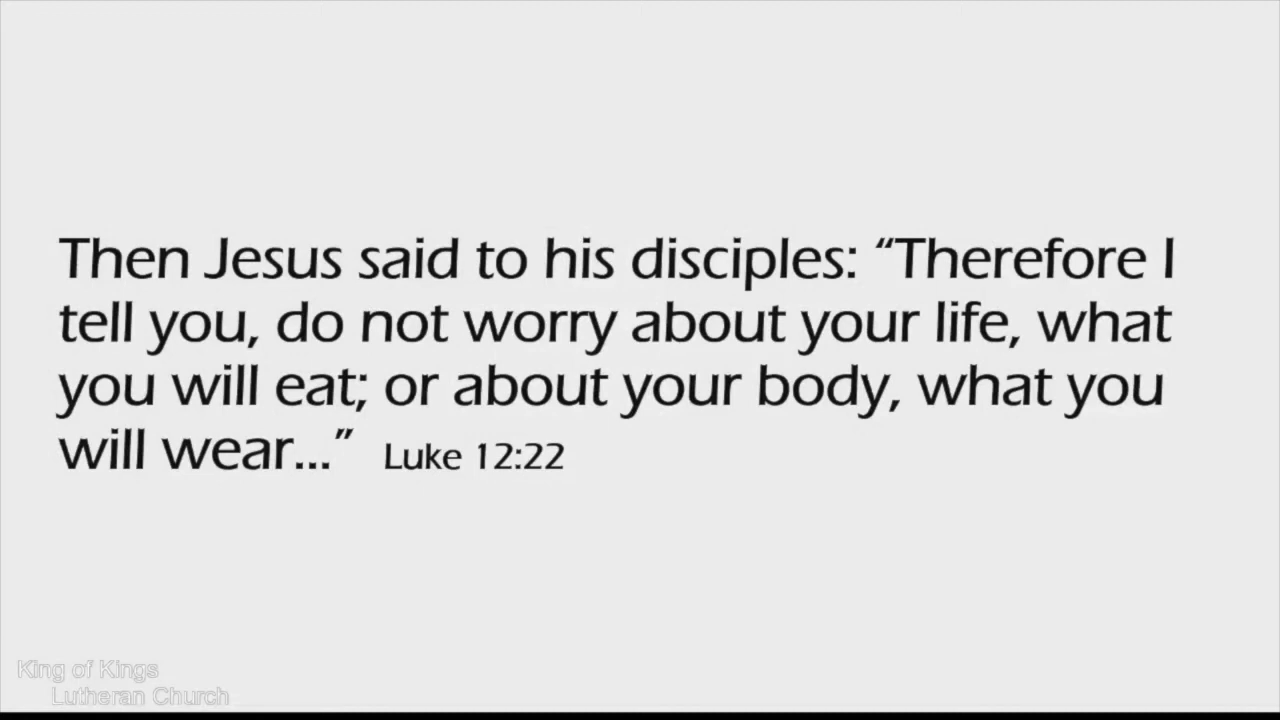 Then Jesus said to his disciples: “Therefore I
tell you, do not worry about your life, what
you will eat; or about your body, what you
will wear...” Luke 12:22
King of Kings
Lutheran Church